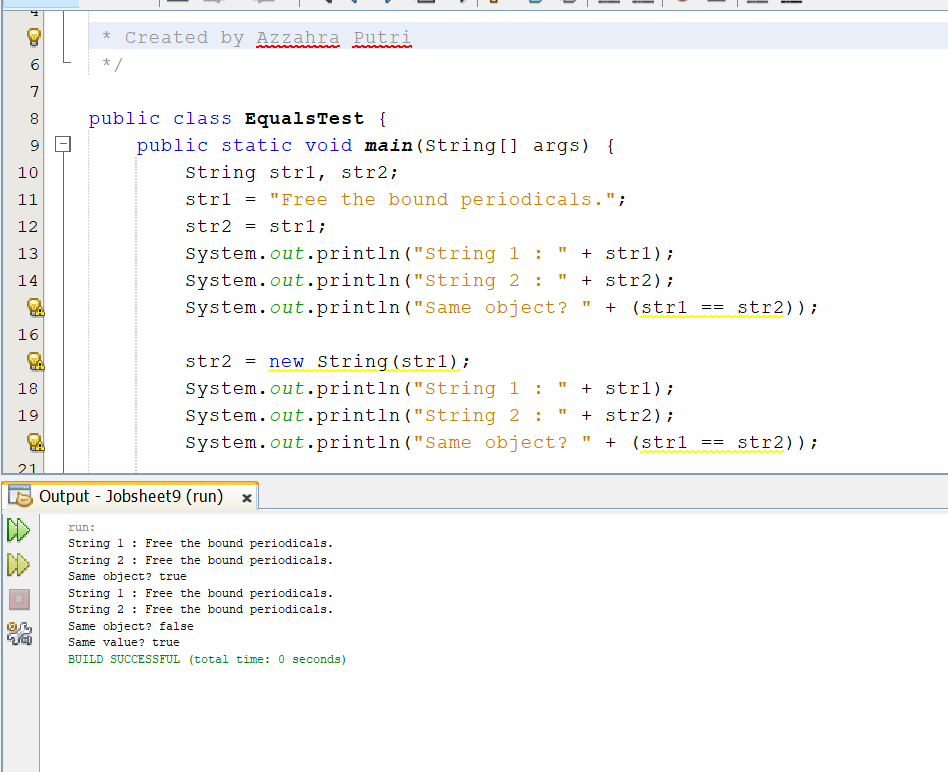 4
* Created by Azzahra Putri
6 */
7
8 public class EqualsTest {
9 public static void main(String[] args) {
10 String str1, str2;
11 str1 = "Free the bound periodicals.";
12 str2 = str1;
13 System.out.println("String 1 : " + str1);
14 System.out.println("String 2 : " + str2);
System.out.println("Same object? " + (str1 == str2));
16
str2 = new String(str1);
18 System.out.println("String 1 : " + str1);
19 System.out.println("String 2 : " + str2);
System.out.println("Same object? " + (str1 == str2));
21
Output - Jobsheet9 (run) ×
run:
String 1 : Free the bound periodicals.
String 2 : Free the bound periodicals.
Same object? true
String 1 : Free the bound periodicals.
String 2 : Free the bound periodicals.
Same object? false
Same value? true
BUILD SUCCESSFUL (total time: 0 seconds)